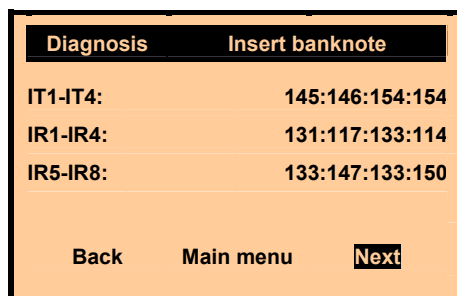 Diagnosis Insert banknote
IT1-IT4: 145:146:154:154
IR1-IR4: 131:117:133:114
IR5-IR8: 133:147:133:150
Back Main menu Next